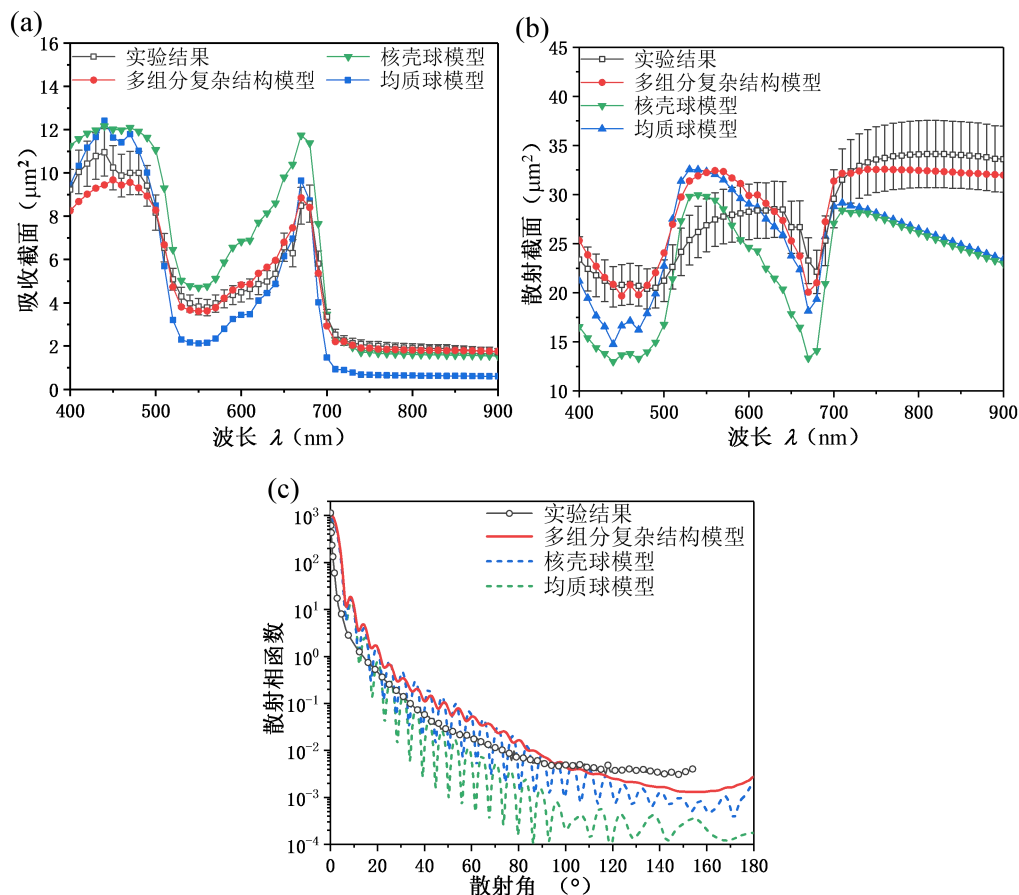 (a)
16
14
12
10
8
6
4
2
0
400
500
600
700
800
900
吸收截面（μm²）
波长 λ（nm）
实验结果
多组分复杂结构模型
核壳球模型
均质球模型
(b)
45
40
35
30
25
20
15
10
400
500
600
700
800
900
散射截面（μm²）
波长 λ（nm）
实验结果
多组分复杂结构模型
核壳球模型
均质球模型
(c)
10³
10²
10¹
10⁰
10⁻¹
10⁻²
10⁻³
10⁻⁴
0
20
40
60
80
100
120
140
160
180
散射相函数
散射角 （°）
实验结果
多组分复杂结构模型
核壳球模型
均质球模型